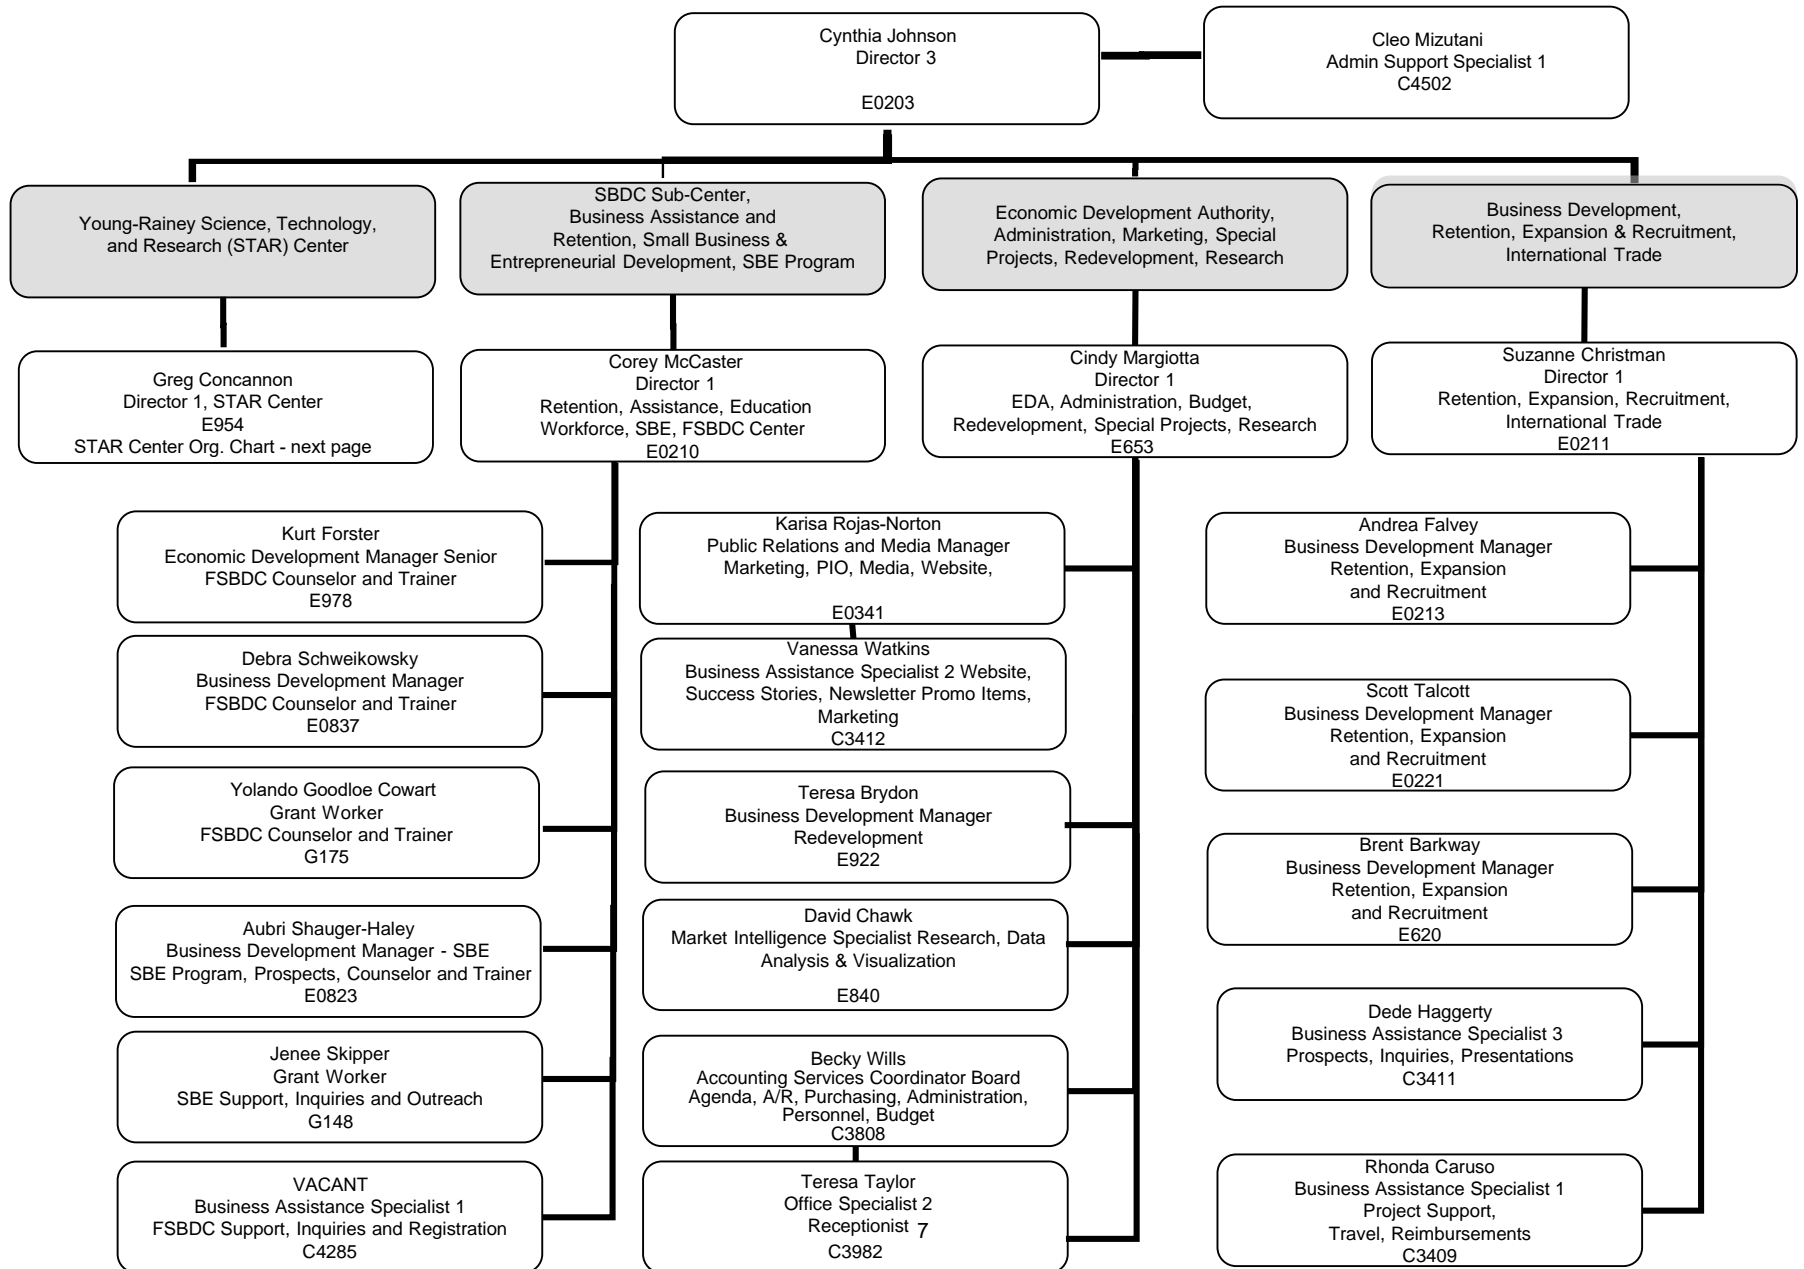 Cynthia Johnson
Director 3
E0203
Cleo Mizutani
Admin Support Specialist 1
C4502
Young-Rainey Science, Technology,
and Research (STAR) Center
SBDC Sub-Center,
Business Assistance and
Retention, Small Business &
Entrepreneurial Development, SBE Program
Economic Development Authority,
Administration, Marketing, Special
Projects, Redevelopment, Research
Business Development,
Retention, Expansion & Recruitment,
International Trade
Greg Concannon
Director 1, STAR Center
E954
STAR Center Org. Chart - next page
Corey McCaster
Director 1
Retention, Assistance, Education
Workforce, SBE, FSBDC Center
E0210
Cindy Margiotta
Director 1
EDA, Administration, Budget,
Redevelopment, Special Projects, Research
E653
Suzanne Christman
Director 1
Retention, Expansion, Recruitment,
International Trade
E0211
Kurt Forster
Economic Development Manager Senior
FSBDC Counselor and Trainer
E978
Debra Schweikowsky
Business Development Manager
FSBDC Counselor and Trainer
E0837
Yolando Goodloe Cowart
Grant Worker
FSBDC Counselor and Trainer
G175
Aubri Shauger-Haley
Business Development Manager - SBE
SBE Program, Prospects, Counselor and Trainer
E0823
Jenee Skipper
Grant Worker
SBE Support, Inquiries and Outreach
G148
VACANT
Business Assistance Specialist 1
FSBDC Support, Inquiries and Registration
C4285
Karisa Rojas-Norton
Public Relations and Media Manager
Marketing, PIO, Media, Website,
E0341
Vanessa Watkins
Business Assistance Specialist 2 Website,
Success Stories, Newsletter Promo Items,
Marketing
C3412
Teresa Brydon
Business Development Manager
Redevelopment
E922
David Chawk
Market Intelligence Specialist Research, Data
Analysis & Visualization
E840
Becky Wills
Accounting Services Coordinator Board
Agenda, A/R, Purchasing, Administration,
Personnel, Budget
C3808
Teresa Taylor
Office Specialist 2
Receptionist 7
C3982
Andrea Falvey
Business Development Manager
Retention, Expansion
and Recruitment
E0213
Scott Talcott
Business Development Manager
Retention, Expansion
and Recruitment
E0221
Brent Barkway
Business Development Manager
Retention, Expansion
and Recruitment
E620
Dede Haggerty
Business Assistance Specialist 3
Prospects, Inquiries, Presentations
C3411
Rhonda Caruso
Business Assistance Specialist 1
Project Support,
Travel, Reimbursements
C3409